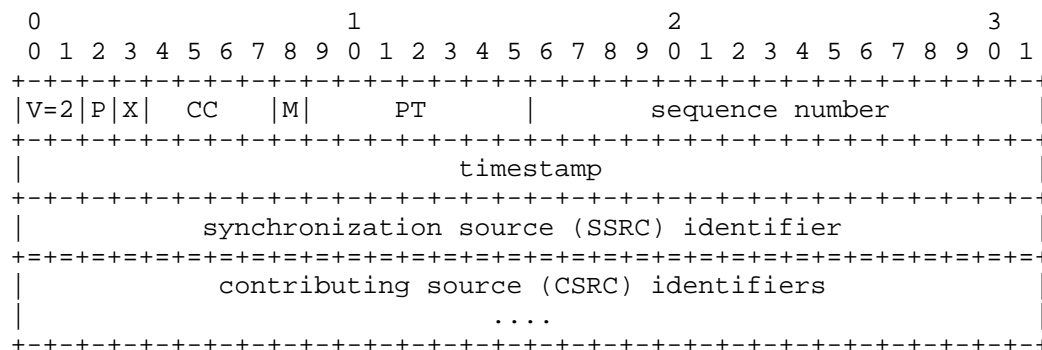 0                   1                   2                   3
0 1 2 3 4 5 6 7 8 9 0 1 2 3 4 5 6 7 8 9 0 1 2 3 4 5 6 7 8 9 0 1
+-+-+-+-+-+-+-+-+-+-+-+-+-+-+-+-+-+-+-+-+-+-+-+-+-+-+-+-+-+-+-+-+
|V=2|P|X|  CC   |M|     PT      |       sequence number         |
+-+-+-+-+-+-+-+-+-+-+-+-+-+-+-+-+-+-+-+-+-+-+-+-+-+-+-+-+-+-+-+-+
|                           timestamp                           |
+-+-+-+-+-+-+-+-+-+-+-+-+-+-+-+-+-+-+-+-+-+-+-+-+-+-+-+-+-+-+-+-+
|           synchronization source (SSRC) identifier            |
+=+=+=+=+=+=+=+=+=+=+=+=+=+=+=+=+=+=+=+=+=+=+=+=+=+=+=+=+=+=+=+=+
|            contributing source (CSRC) identifiers             |
|                             ....                              |
+-+-+-+-+-+-+-+-+-+-+-+-+-+-+-+-+-+-+-+-+-+-+-+-+-+-+-+-+-+-+-+-+